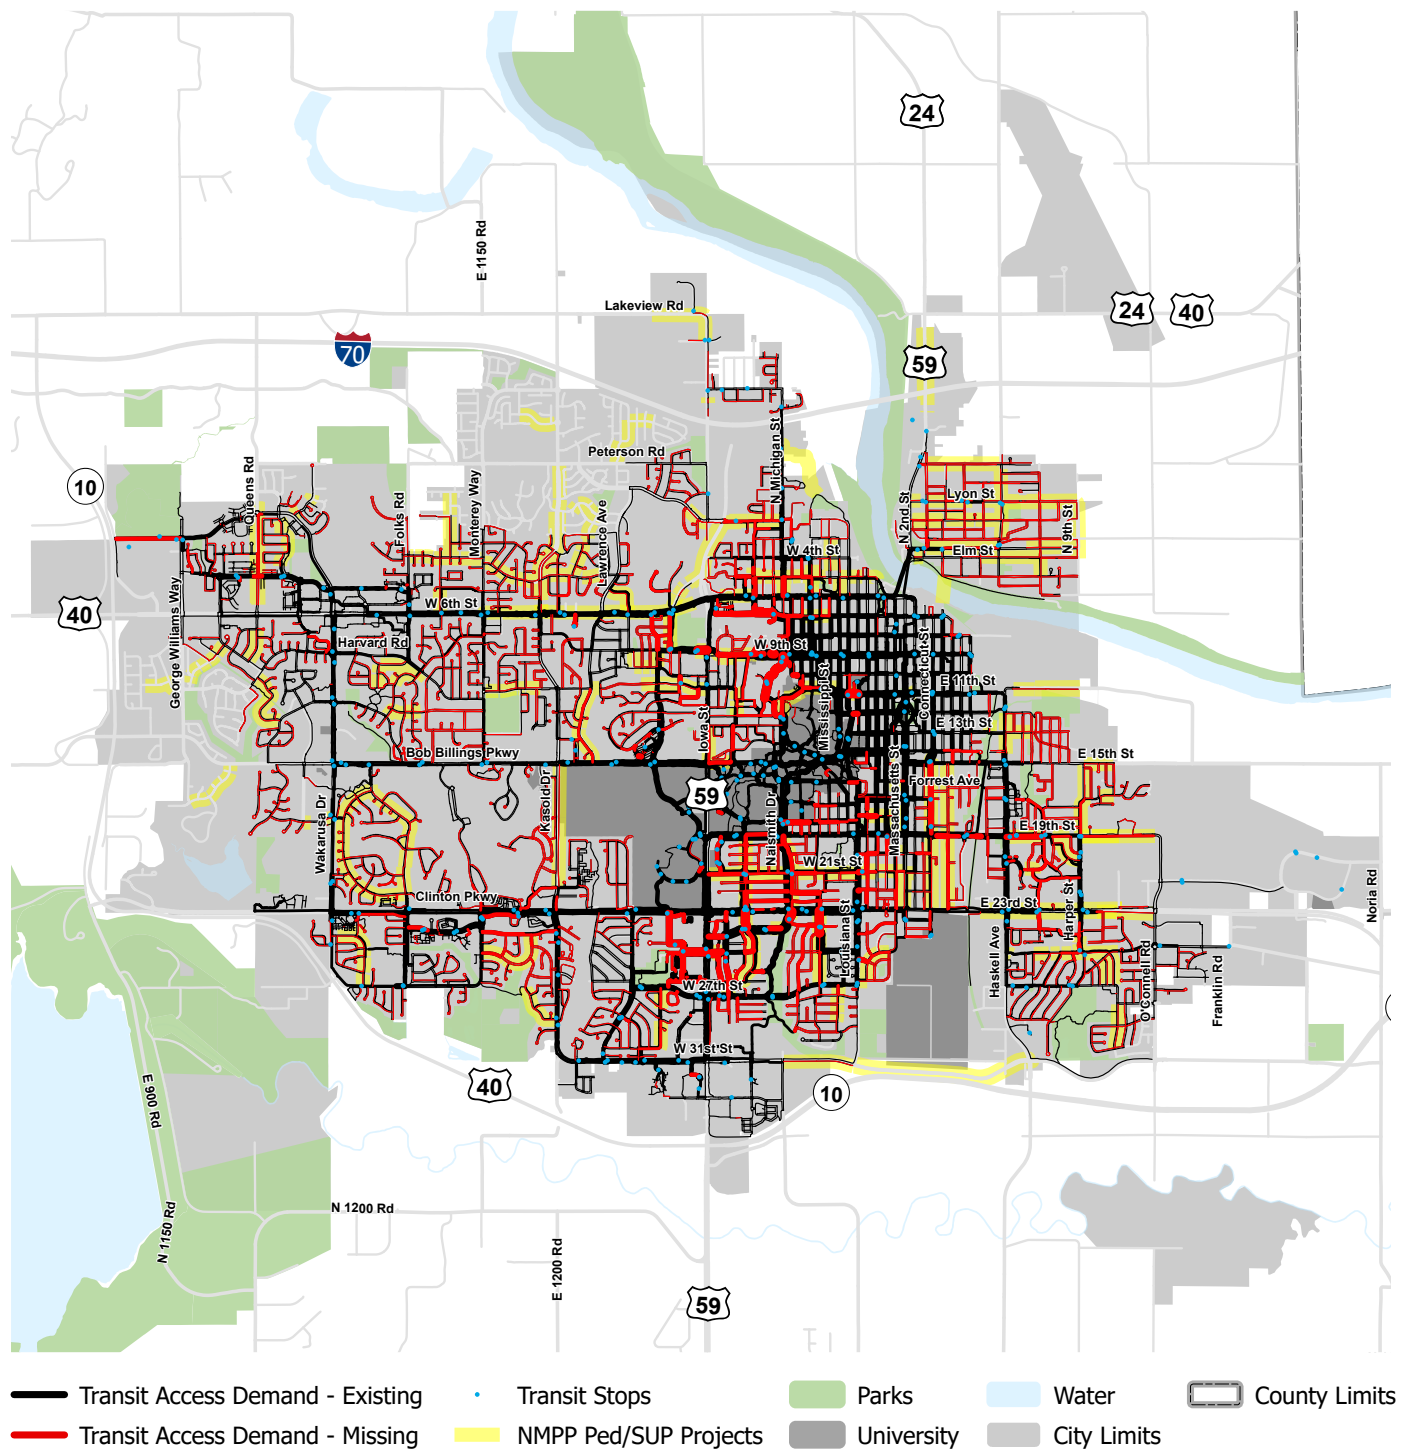 24
E 1150 Rd
Lakeview Rd
24
40
70
59
N Michigan St
Peterson Rd
10
Queens Rd
Folks Rd
Monterey Way
Lawrence Ave
N 2nd St
Lyon St
N 9th St
W 4th St
Elm St
40
George Williams Way
W 6th St
Harvard Rd
W 9th St
Connecticut St
Mississippi St
E 11th St
Iowa St
E 13th St
Bob Billings Pkwy
E 15th St
Massachusetts St
Forrest Ave
59
Kasold Dr
Naismith Dr
Wakarusa Dr
E 19th St
W 21st St
Clinton Pkwy
E 23rd St
Harper St
Noria Rd
Louisiana St
Haskell Ave
O'Connell Rd
Franklin Rd
W 27th St
W 31st St
40
10
E 900 Rd
N 1150 Rd
N 1200 Rd
E 1200 Rd
59
Transit Access Demand - Existing
Transit Stops
Parks
Water
County Limits
Transit Access Demand - Missing
NMPP Ped/SUP Projects
University
City Limits